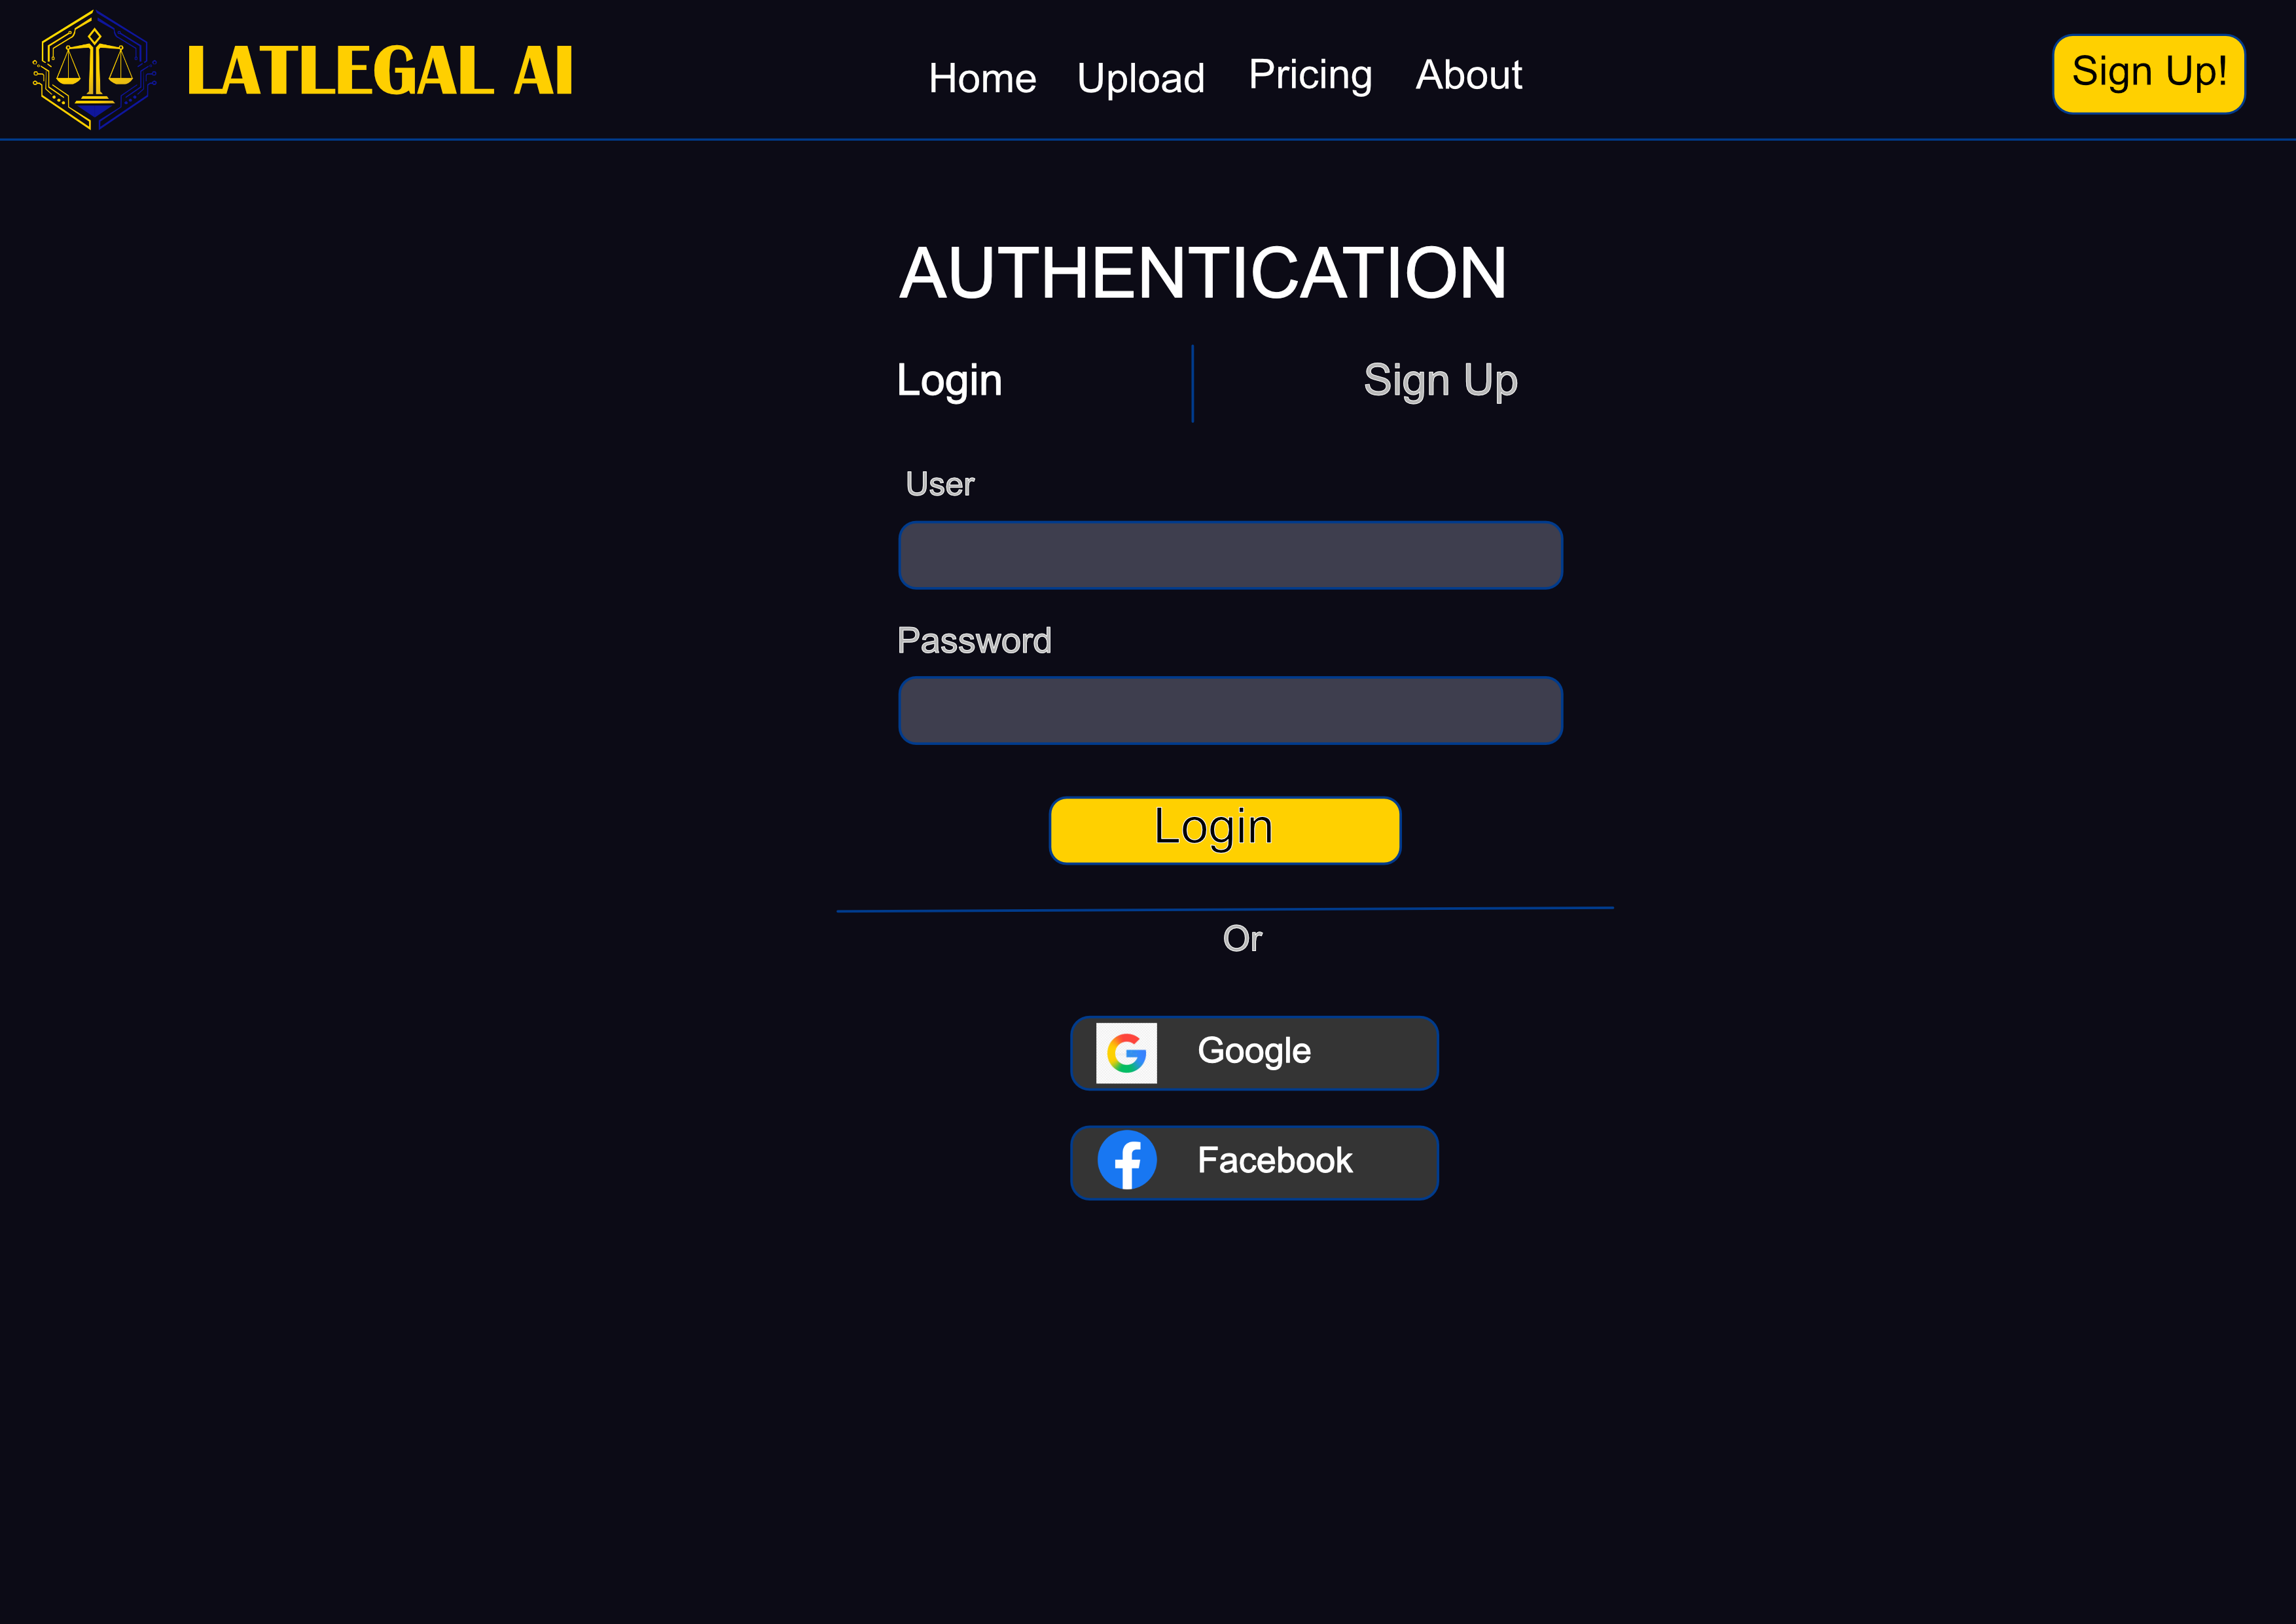 LATLEGAL AI
Home Upload Pricing About
Sign Up!
AUTHENTICATION
Login
Sign Up
User
Password
Login
Or
Google
Facebook